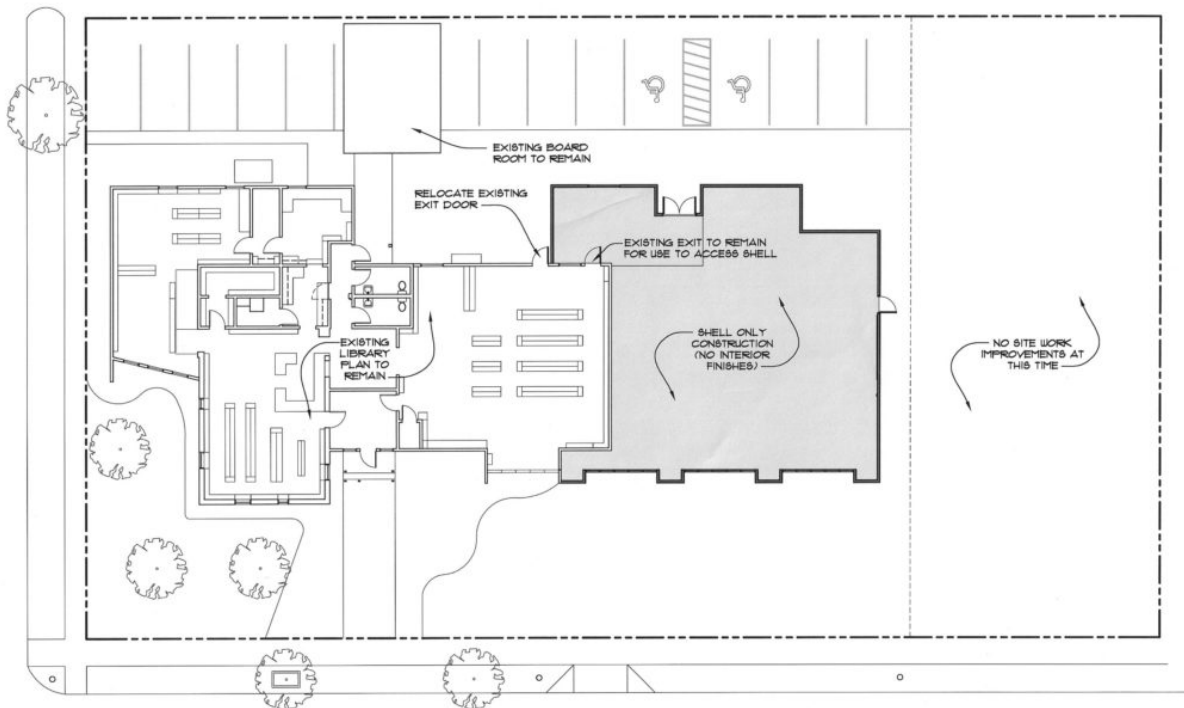 EXISTING BOARD
ROOM TO REMAIN
RELOCATE EXISTING
EXIT DOOR
EXISTING EXIT TO REMAIN
FOR USE TO ACCESS SHELL
EXISTING
LIBRARY
PLAN TO
REMAIN
SHELL ONLY
CONSTRUCTION
(NO INTERIOR
FINISHES)
NO SITE WORK
IMPROVEMENTS AT
THIS TIME